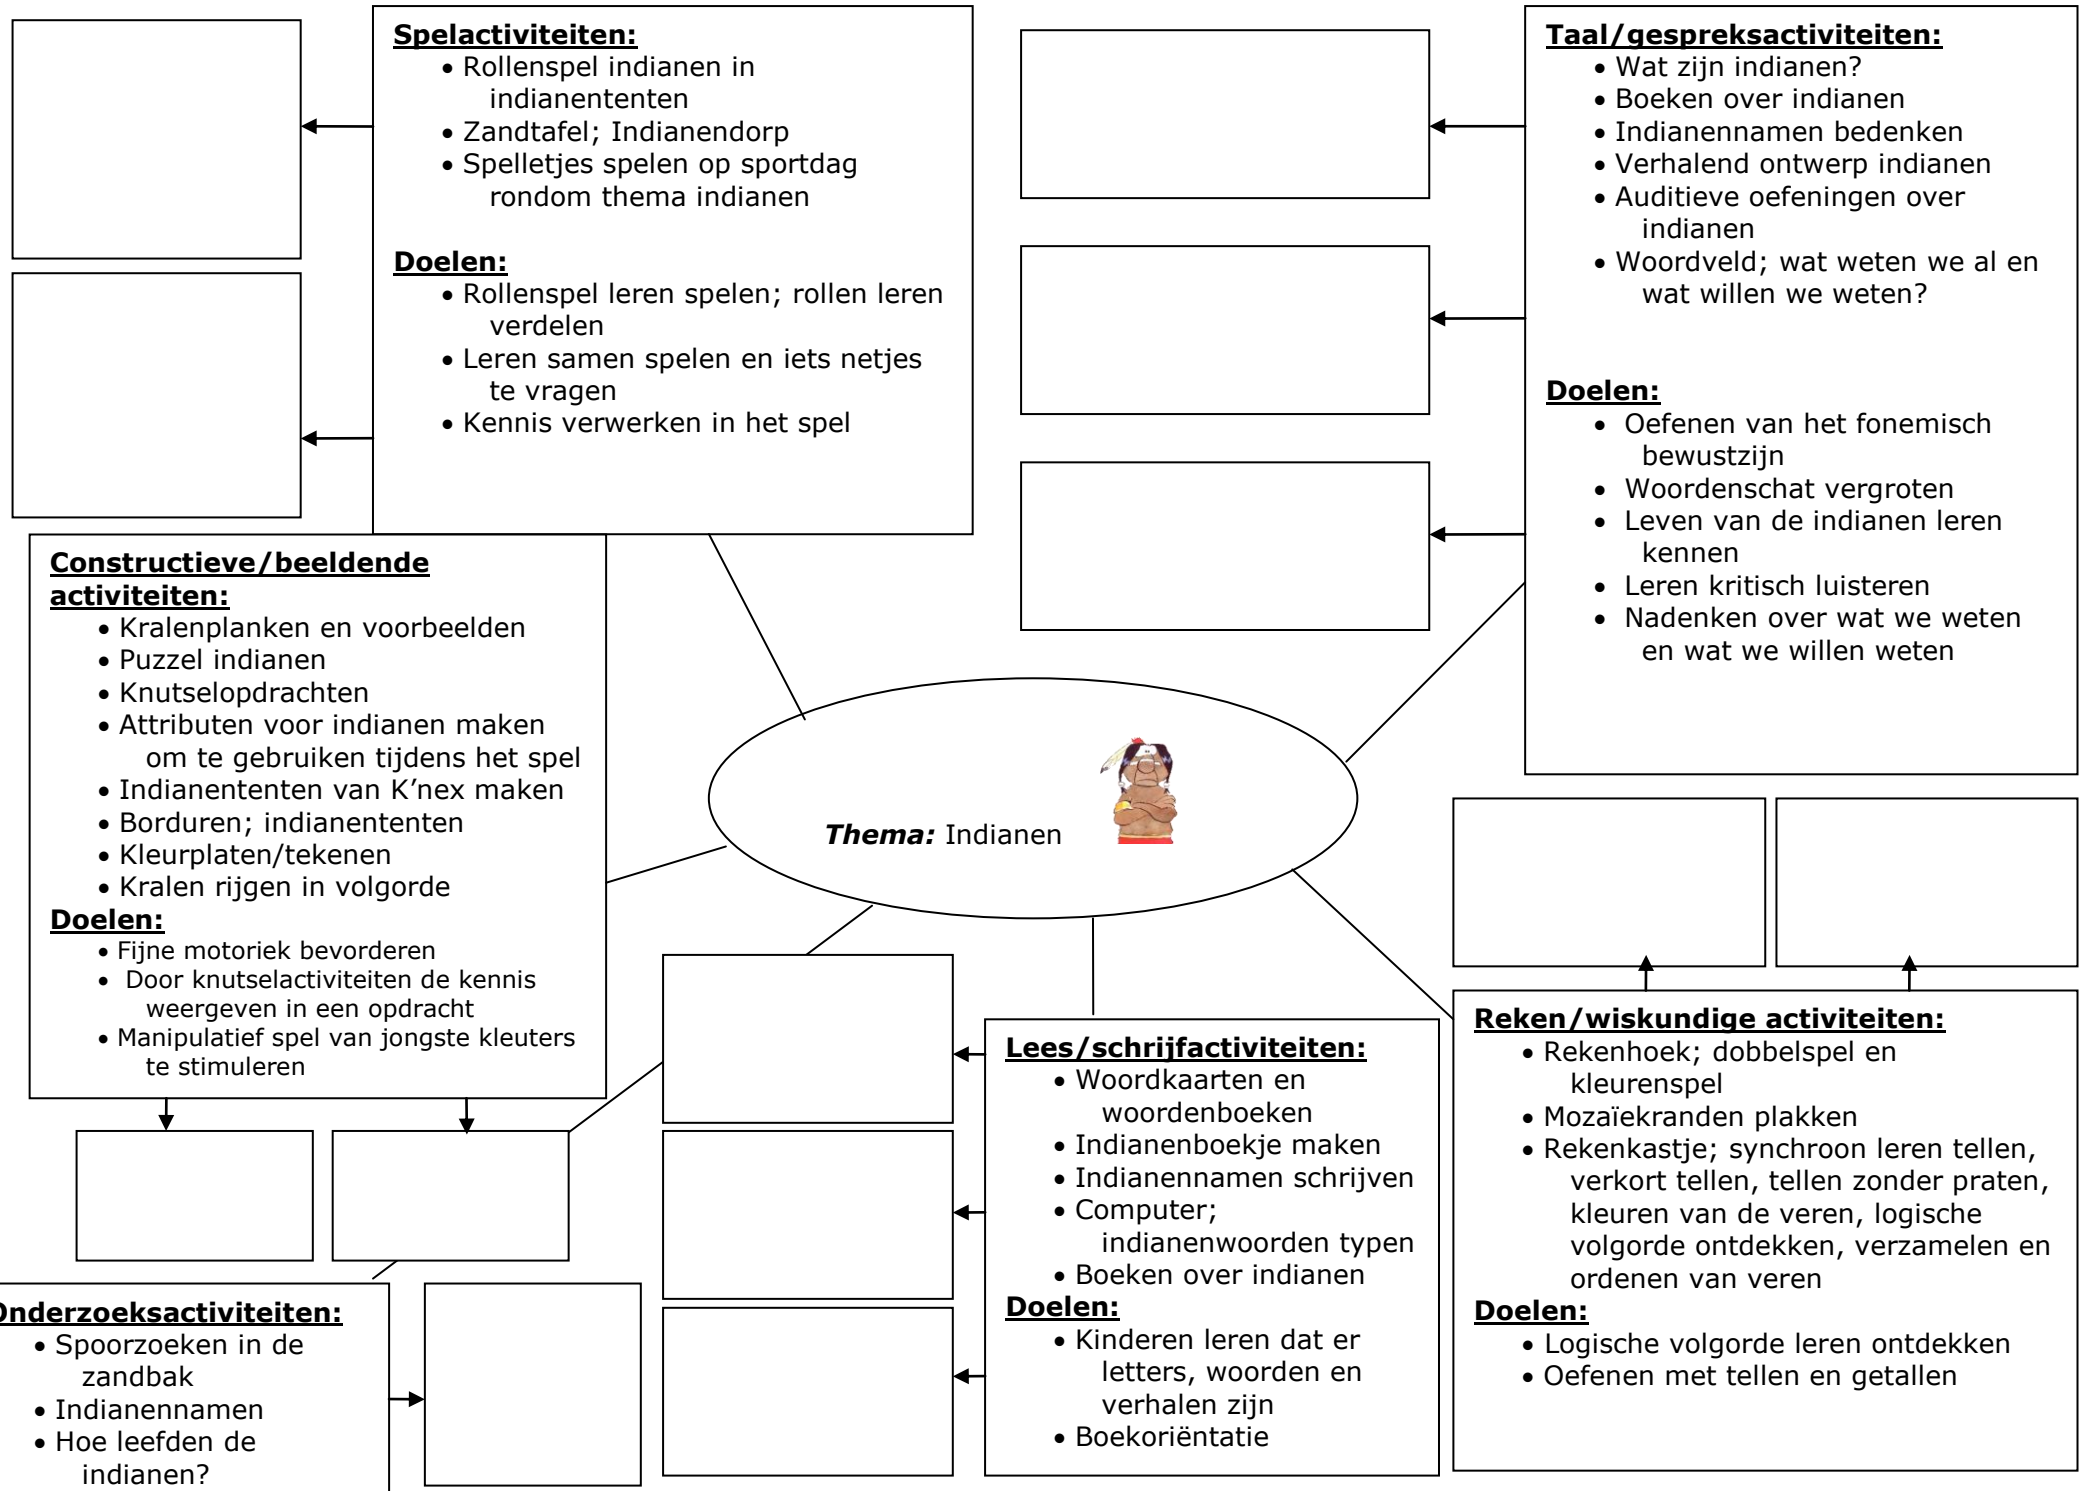 Spelactiviteiten:
• Rollenspel indianen in
indianententen
• Zandtafel; Indianendorp
• Spelletjes spelen op sportdag
rondom thema indianen
Doelen:
• Rollenspel leren spelen; rollen leren
verdelen
• Leren samen spelen en iets netjes
te vragen
• Kennis verwerken in het spel
Taal/gespreksactiviteiten:
• Wat zijn indianen?
• Boeken over indianen
• Indianennamen bedenken
• Verhalend ontwerp indianen
• Auditieve oefeningen over
indianen
• Woordveld; wat weten we al en
wat willen we weten?
Doelen:
• Oefenen van het fonemisch
bewustzijn
• Woordenschat vergroten
• Leven van de indianen leren
kennen
• Leren kritisch luisteren
• Nadenken over wat we weten
en wat we willen weten
Constructieve/beeldende
activiteiten:
• Kralenplanken en voorbeelden
• Puzzel indianen
• Knutselopdrachten
• Attributen voor indianen maken
om te gebruiken tijdens het spel
• Indianententen van K'nex maken
• Borduren; indianententen
• Kleurplaten/tekenen
• Kralen rijgen in volgorde
Doelen:
• Fijne motoriek bevorderen
• Door knutselactiviteiten de kennis
weergeven in een opdracht
• Manipulatief spel van jongste kleuters
te stimuleren
Thema: Indianen
Lees/schrijfactiviteiten:
• Woordkaarten en
woordenboeken
• Indianenboekje maken
• Indianennamen schrijven
• Computer;
indianenwoorden typen
• Boeken over indianen
Doelen:
• Kinderen leren dat er
letters, woorden en
verhalen zijn
• Boekoriëntatie
Reken/wiskundige activiteiten:
• Rekenhoek; dobbelspel en
kleurenspel
• Mozaïekranden plakken
• Rekenkastje; synchroon leren tellen,
verkort tellen, tellen zonder praten,
kleuren van de veren, logische
volgorde ontdekken, verzamelen en
ordenen van veren
Doelen:
• Logische volgorde leren ontdekken
• Oefenen met tellen en getallen
Onderzoeksactiviteiten:
• Spoorzoeken in de
zandbak
• Indianennamen
• Hoe leefden de
indianen?